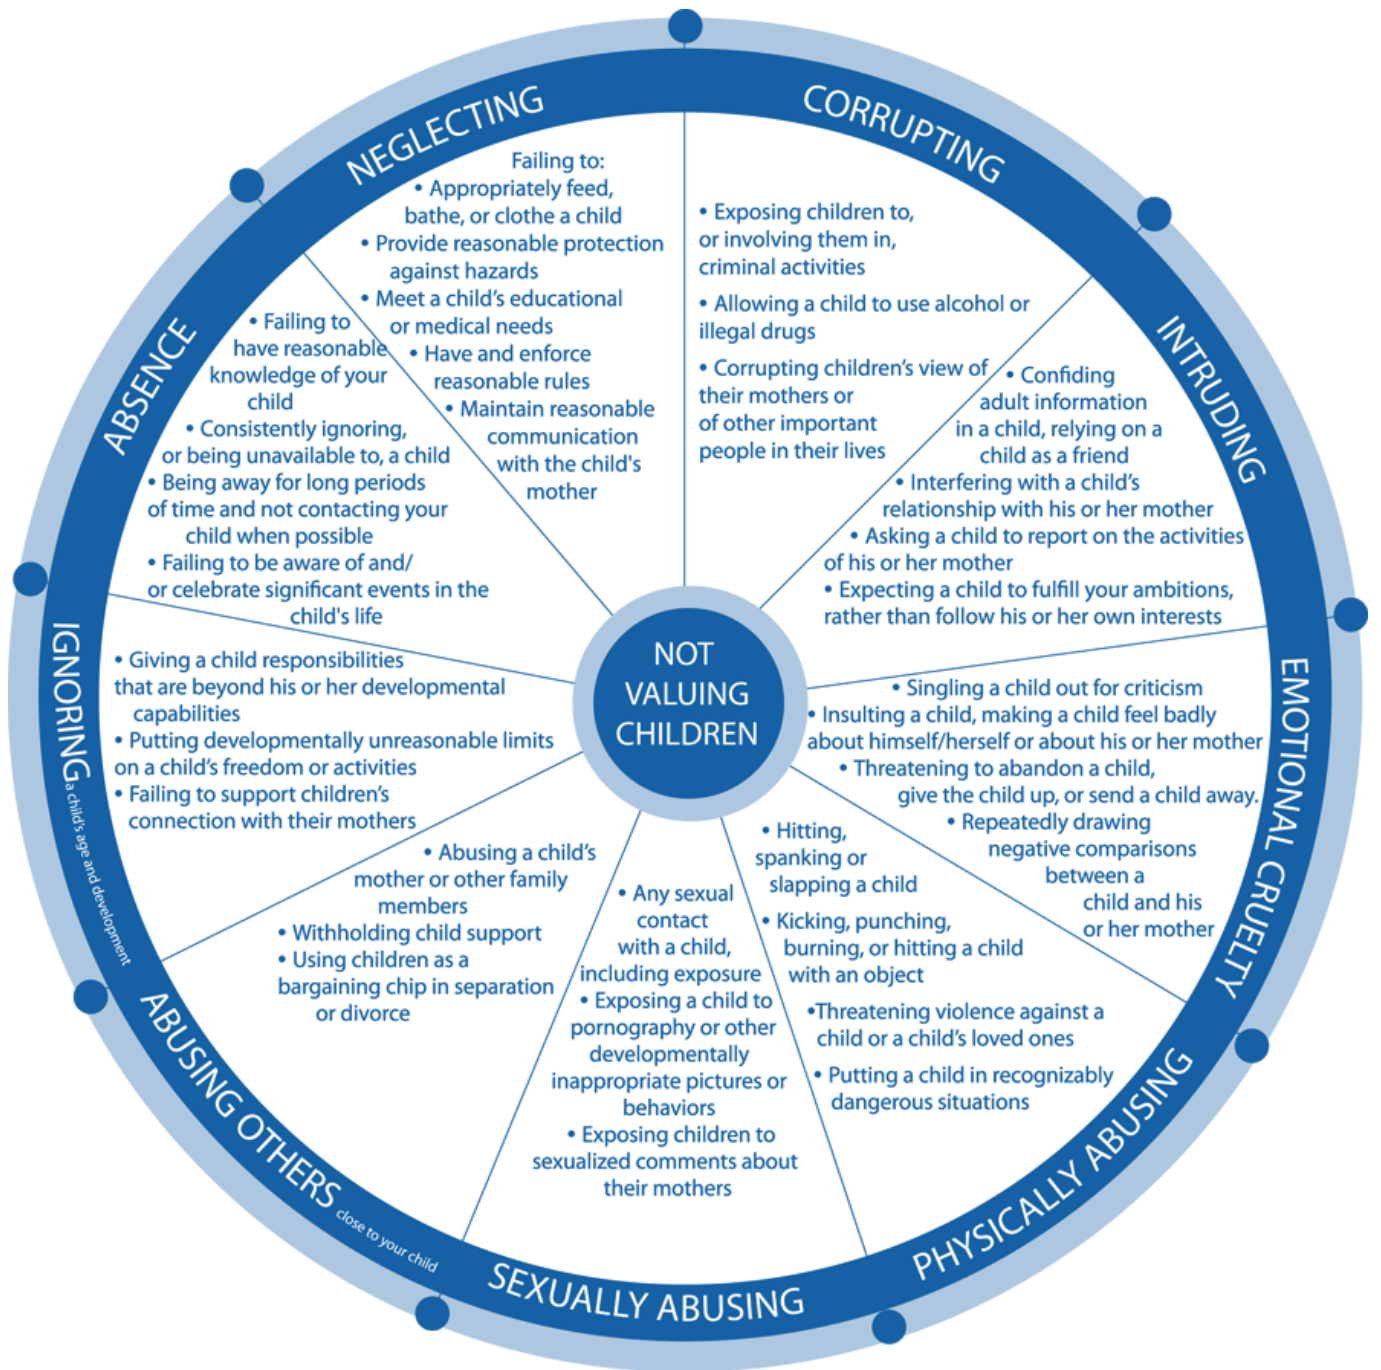 NEGLECTING
Failing to:
• Appropriately feed,
bathe, or clothe a child
• Provide reasonable protection
against hazards
• Meet a child's educational
or medical needs
• Have and enforce
reasonable rules
• Maintain reasonable
communication
with the child's
mother
CORRUPTING
• Exposing children to,
or involving them in,
criminal activities
• Allowing a child to use alcohol or
illegal drugs
• Corrupting children's view of
their mothers or
of other important
people in their lives
INTRUDING
• Confiding
adult information
in a child, relying on a
child as a friend
• Interfering with a child's
relationship with his or her mother
• Asking a child to report on the activities
of his or her mother
• Expecting a child to fulfill your ambitions,
rather than follow his or her own interests
EMOTIONAL CRUELTY
• Singling a child out for criticism
• Insulting a child, making a child feel badly
about himself/herself or about his or her mother
• Threatening to abandon a child,
give the child up, or send a child away.
• Repeatedly drawing
negative comparisons
between a
child and his
or her mother
PHYSICALLY ABUSING
• Hitting,
spanking or
slapping a child
• Kicking, punching,
burning, or hitting a child
with an object
•Threatening violence against a
child or a child's loved ones
• Putting a child in recognizably
dangerous situations
SEXUALLY ABUSING
• Any sexual
contact
with a child,
including exposure
• Exposing a child to
pornography or other
developmentally
inappropriate pictures or
behaviors
• Exposing children to
sexualized comments about
their mothers
ABUSING OTHERS close to your child
• Abusing a child's
mother or other family
members
• Withholding child support
• Using children as a
bargaining chip in separation
or divorce
IGNORING a child's age and development
• Giving a child responsibilities
that are beyond his or her developmental
capabilities
• Putting developmentally unreasonable limits
on a child's freedom or activities
• Failing to support children's
connection with their mothers
ABSENCE
• Failing to
have reasonable
knowledge of your
child
• Consistently ignoring,
or being unavailable to, a child
• Being away for long periods
of time and not contacting your
child when possible
• Failing to be aware of and/
or celebrate significant events in the
child's life
NOT
VALUING
CHILDREN